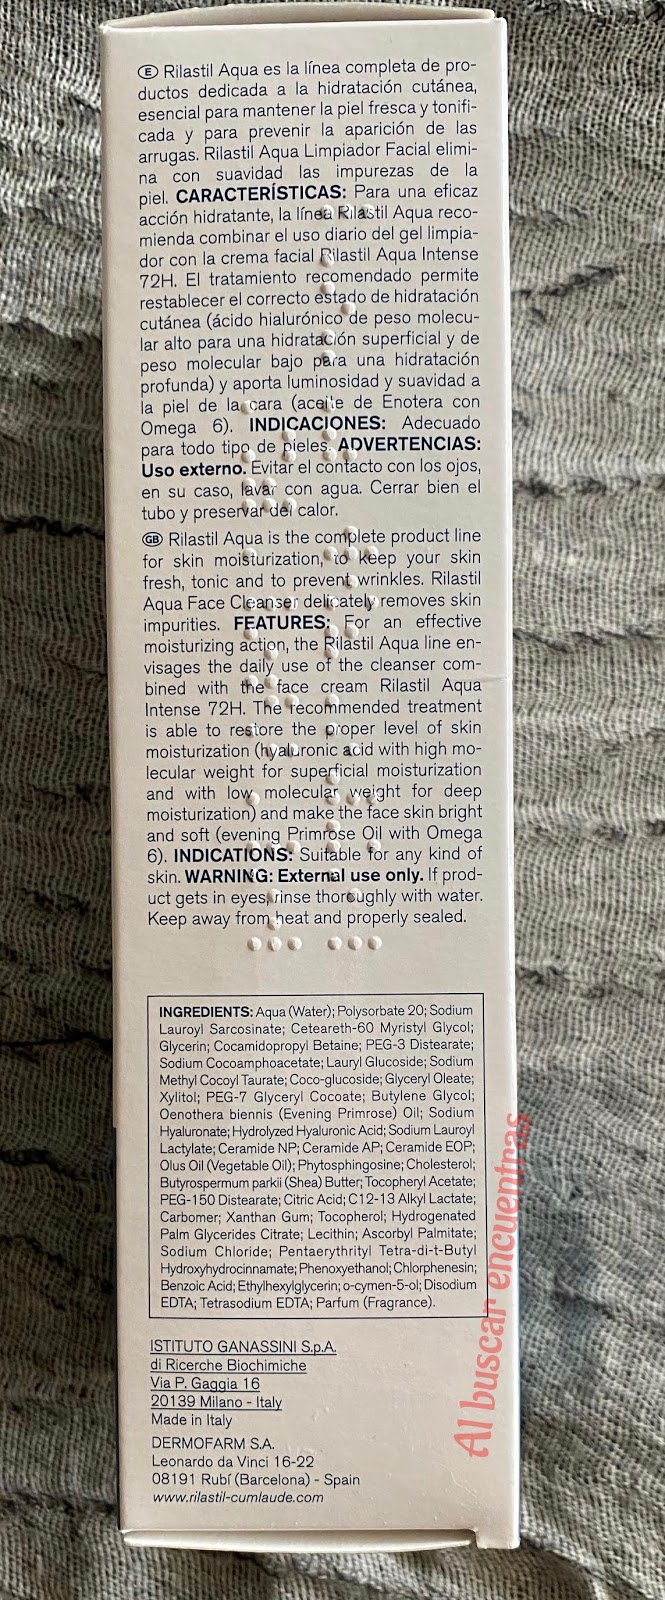 Ⓔ Rilastil Aqua es la línea completa de pro-
ductos dedicada a la hidratación cutánea,
esencial para mantener la piel fresca y tonifi-
cada y para prevenir la aparición de las
arrugas. Rilastil Aqua Limpiador Facial elimi-
na con suavidad las impurezas de la
piel. CARACTERÍSTICAS: Para una eficaz
acción hidratante, la línea Rilastil Aqua reco-
mienda combinar el uso diario del gel limpia-
dor con la crema facial Rilastil Aqua Intense
72H. El tratamiento recomendado permite
restablecer el correcto estado de hidratación
cutánea (ácido hialurónico de peso molecu-
lar alto para una hidratación superficial y de
peso molecular bajo para una hidratación
profunda) y aporta luminosidad y suavidad a
la piel de la cara (aceite de Enotera con
Omega 6). INDICACIONES: Adecuado
para todo tipo de pieles. ADVERTENCIAS:
Uso externo. Evitar el contacto con los ojos,
en su caso, lavar con agua. Cerrar bien el
tubo y preservar del calor.
GB Rilastil Aqua is the complete product line
for skin moisturization, to keep your skin
fresh, tonic and to prevent wrinkles. Rilastil
Aqua Face Cleanser delicately removes skin
impurities. FEATURES: For an effective
moisturizing action, the Rilastil Aqua line en-
visages the daily use of the cleanser com-
bined with the face cream Rilastil Aqua
Intense 72H. The recommended treatment
is able to restore the proper level of skin
moisturization (hyaluronic acid with high mo-
lecular weight for superficial moisturization
and with low molecular weight for deep
moisturization) and make the face skin bright
and soft (evening Primrose Oil with Omega
6). INDICATIONS: Suitable for any kind of
skin. WARNING: External use only. If prod-
uct gets in eyes, rinse thoroughly with water.
Keep away from heat and properly sealed.
INGREDIENTS: Aqua (Water); Polysorbate 20; Sodium
Lauroyl Sarcosinate; Ceteareth-60 Myristyl Glycol;
Glycerin; Cocamidopropyl Betaine; PEG-3 Distearate;
Sodium Cocoamphoacetate; Lauryl Glucoside; Sodium
Methyl Cocoyl Taurate; Coco-glucoside; Glyceryl Oleate;
Xylitol; PEG-7 Glyceryl Cocoate; Butylene Glycol;
Oenothera biennis (Evening Primrose) Oil; Sodium
Hyaluronate; Hydrolyzed Hyaluronic Acid; Sodium Lauroyl
Lactylate; Ceramide NP; Ceramide AP; Ceramide EOP;
Olus Oil (Vegetable Oil); Phytosphingosine; Cholesterol;
Butyrospermum parkii (Shea) Butter; Tocopheryl Acetate;
PEG-150 Distearate; Citric Acid; C12-13 Alkyl Lactate;
Carbomer; Xanthan Gum; Tocopherol; Hydrogenated
Palm Glycerides Citrate; Lecithin; Ascorbyl Palmitate;
Sodium Chloride; Pentaerythrityl Tetra-di-t-Butyl
Hydroxyhydrocinnamate; Phenoxyethanol; Chlorphenesin;
Benzoic Acid; Ethylhexylglycerin; o-cymen-5-ol; Disodium
EDTA; Tetrasodium EDTA; Parfum (Fragrance).
ISTITUTO GANASSINI S.p.A.
di Ricerche Biochimiche
Via P. Gaggia 16
20139 Milano - Italy
Made in Italy
DERMOFARM S.A.
Leonardo da Vinci 16-22
08191 Rubí (Barcelona) - Spain
www.rilastil-cumlaude.com
Al buscar encuentras